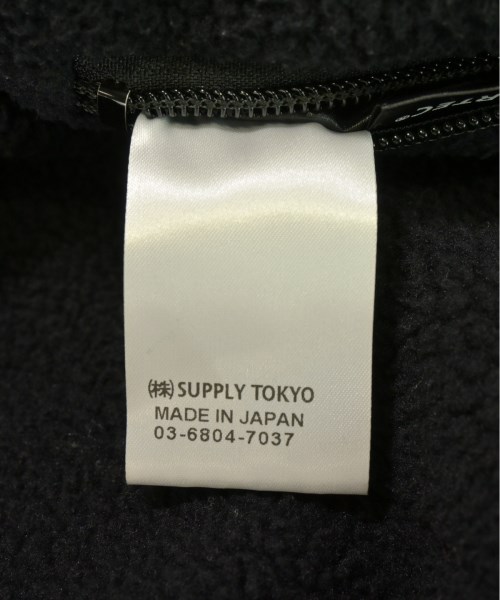 ㈱SUPPLY TOKYO
MADE IN JAPAN
03-6804-7037